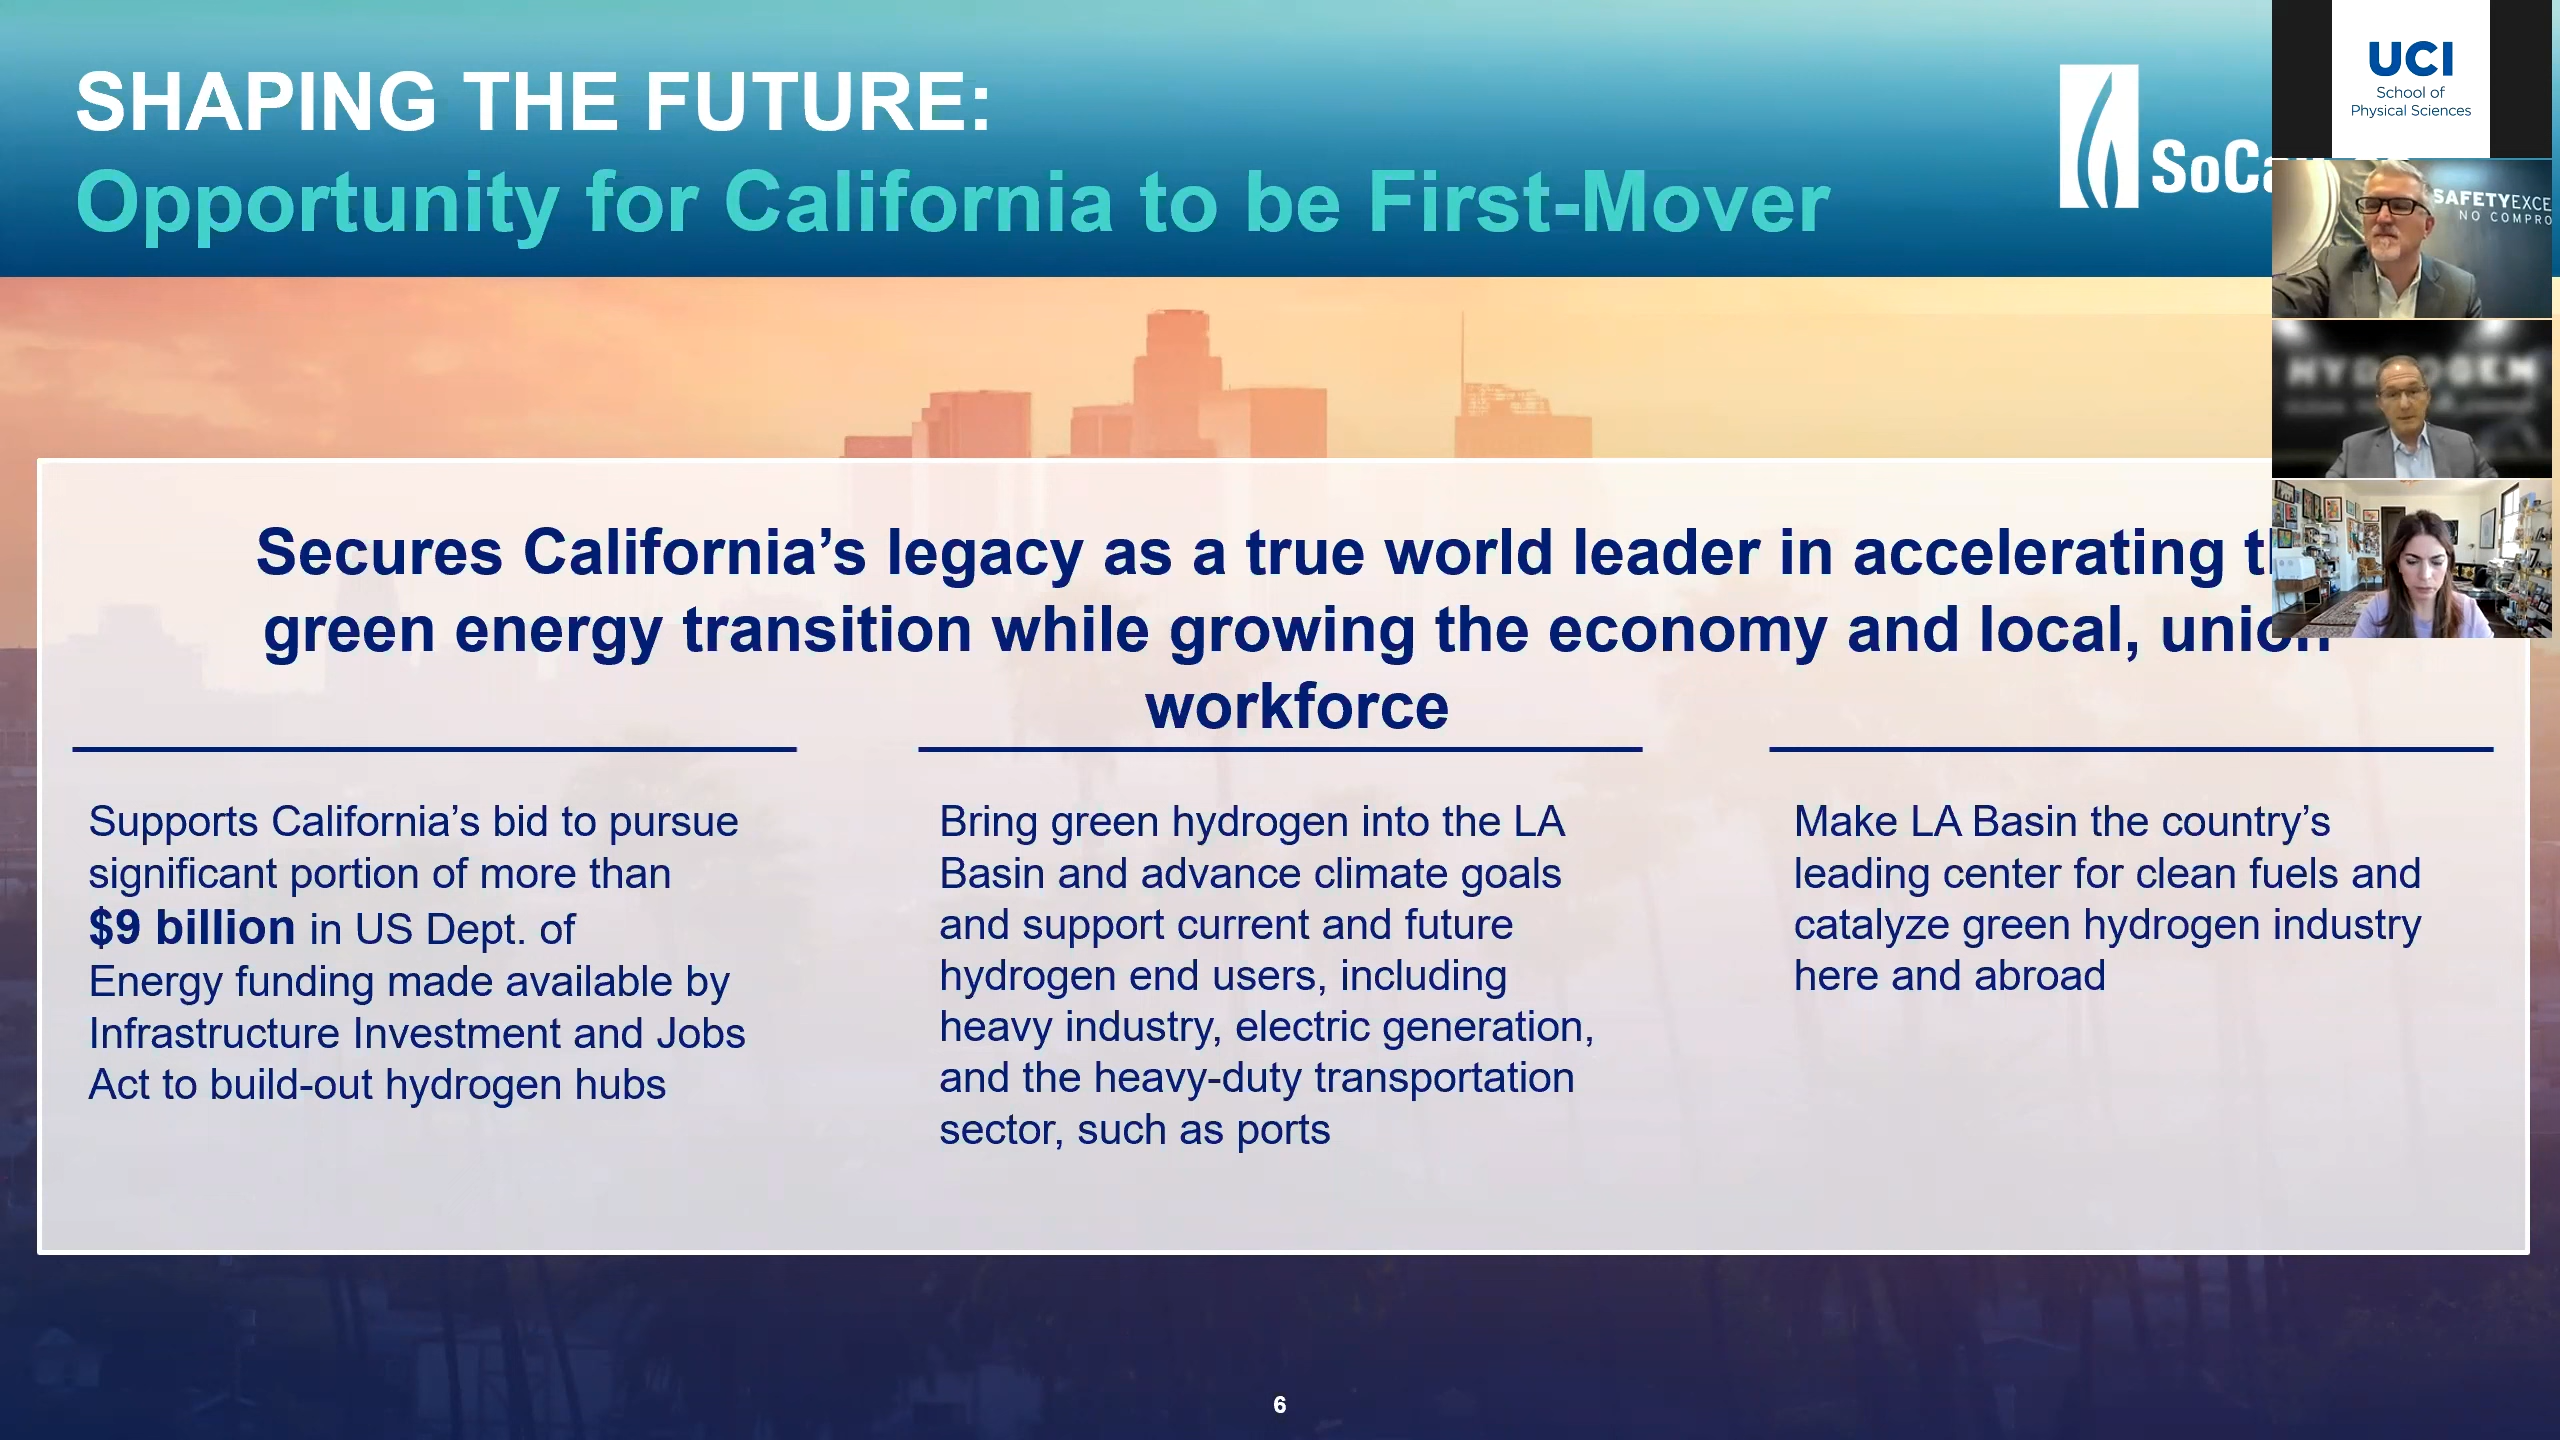 SHAPING THE FUTURE:
Opportunity for California to be First-Mover
SoCa
UCI
School of
Physical Sciences
SAFETYEXCE
NO COMPRO
Secures California’s legacy as a true world leader in accelerating t
green energy transition while growing the economy and local, union
workforce
Supports California’s bid to pursue
significant portion of more than
$9 billion in US Dept. of
Energy funding made available by
Infrastructure Investment and Jobs
Act to build-out hydrogen hubs
Bring green hydrogen into the LA
Basin and advance climate goals
and support current and future
hydrogen end users, including
heavy industry, electric generation,
and the heavy-duty transportation
sector, such as ports
Make LA Basin the country’s
leading center for clean fuels and
catalyze green hydrogen industry
here and abroad
6